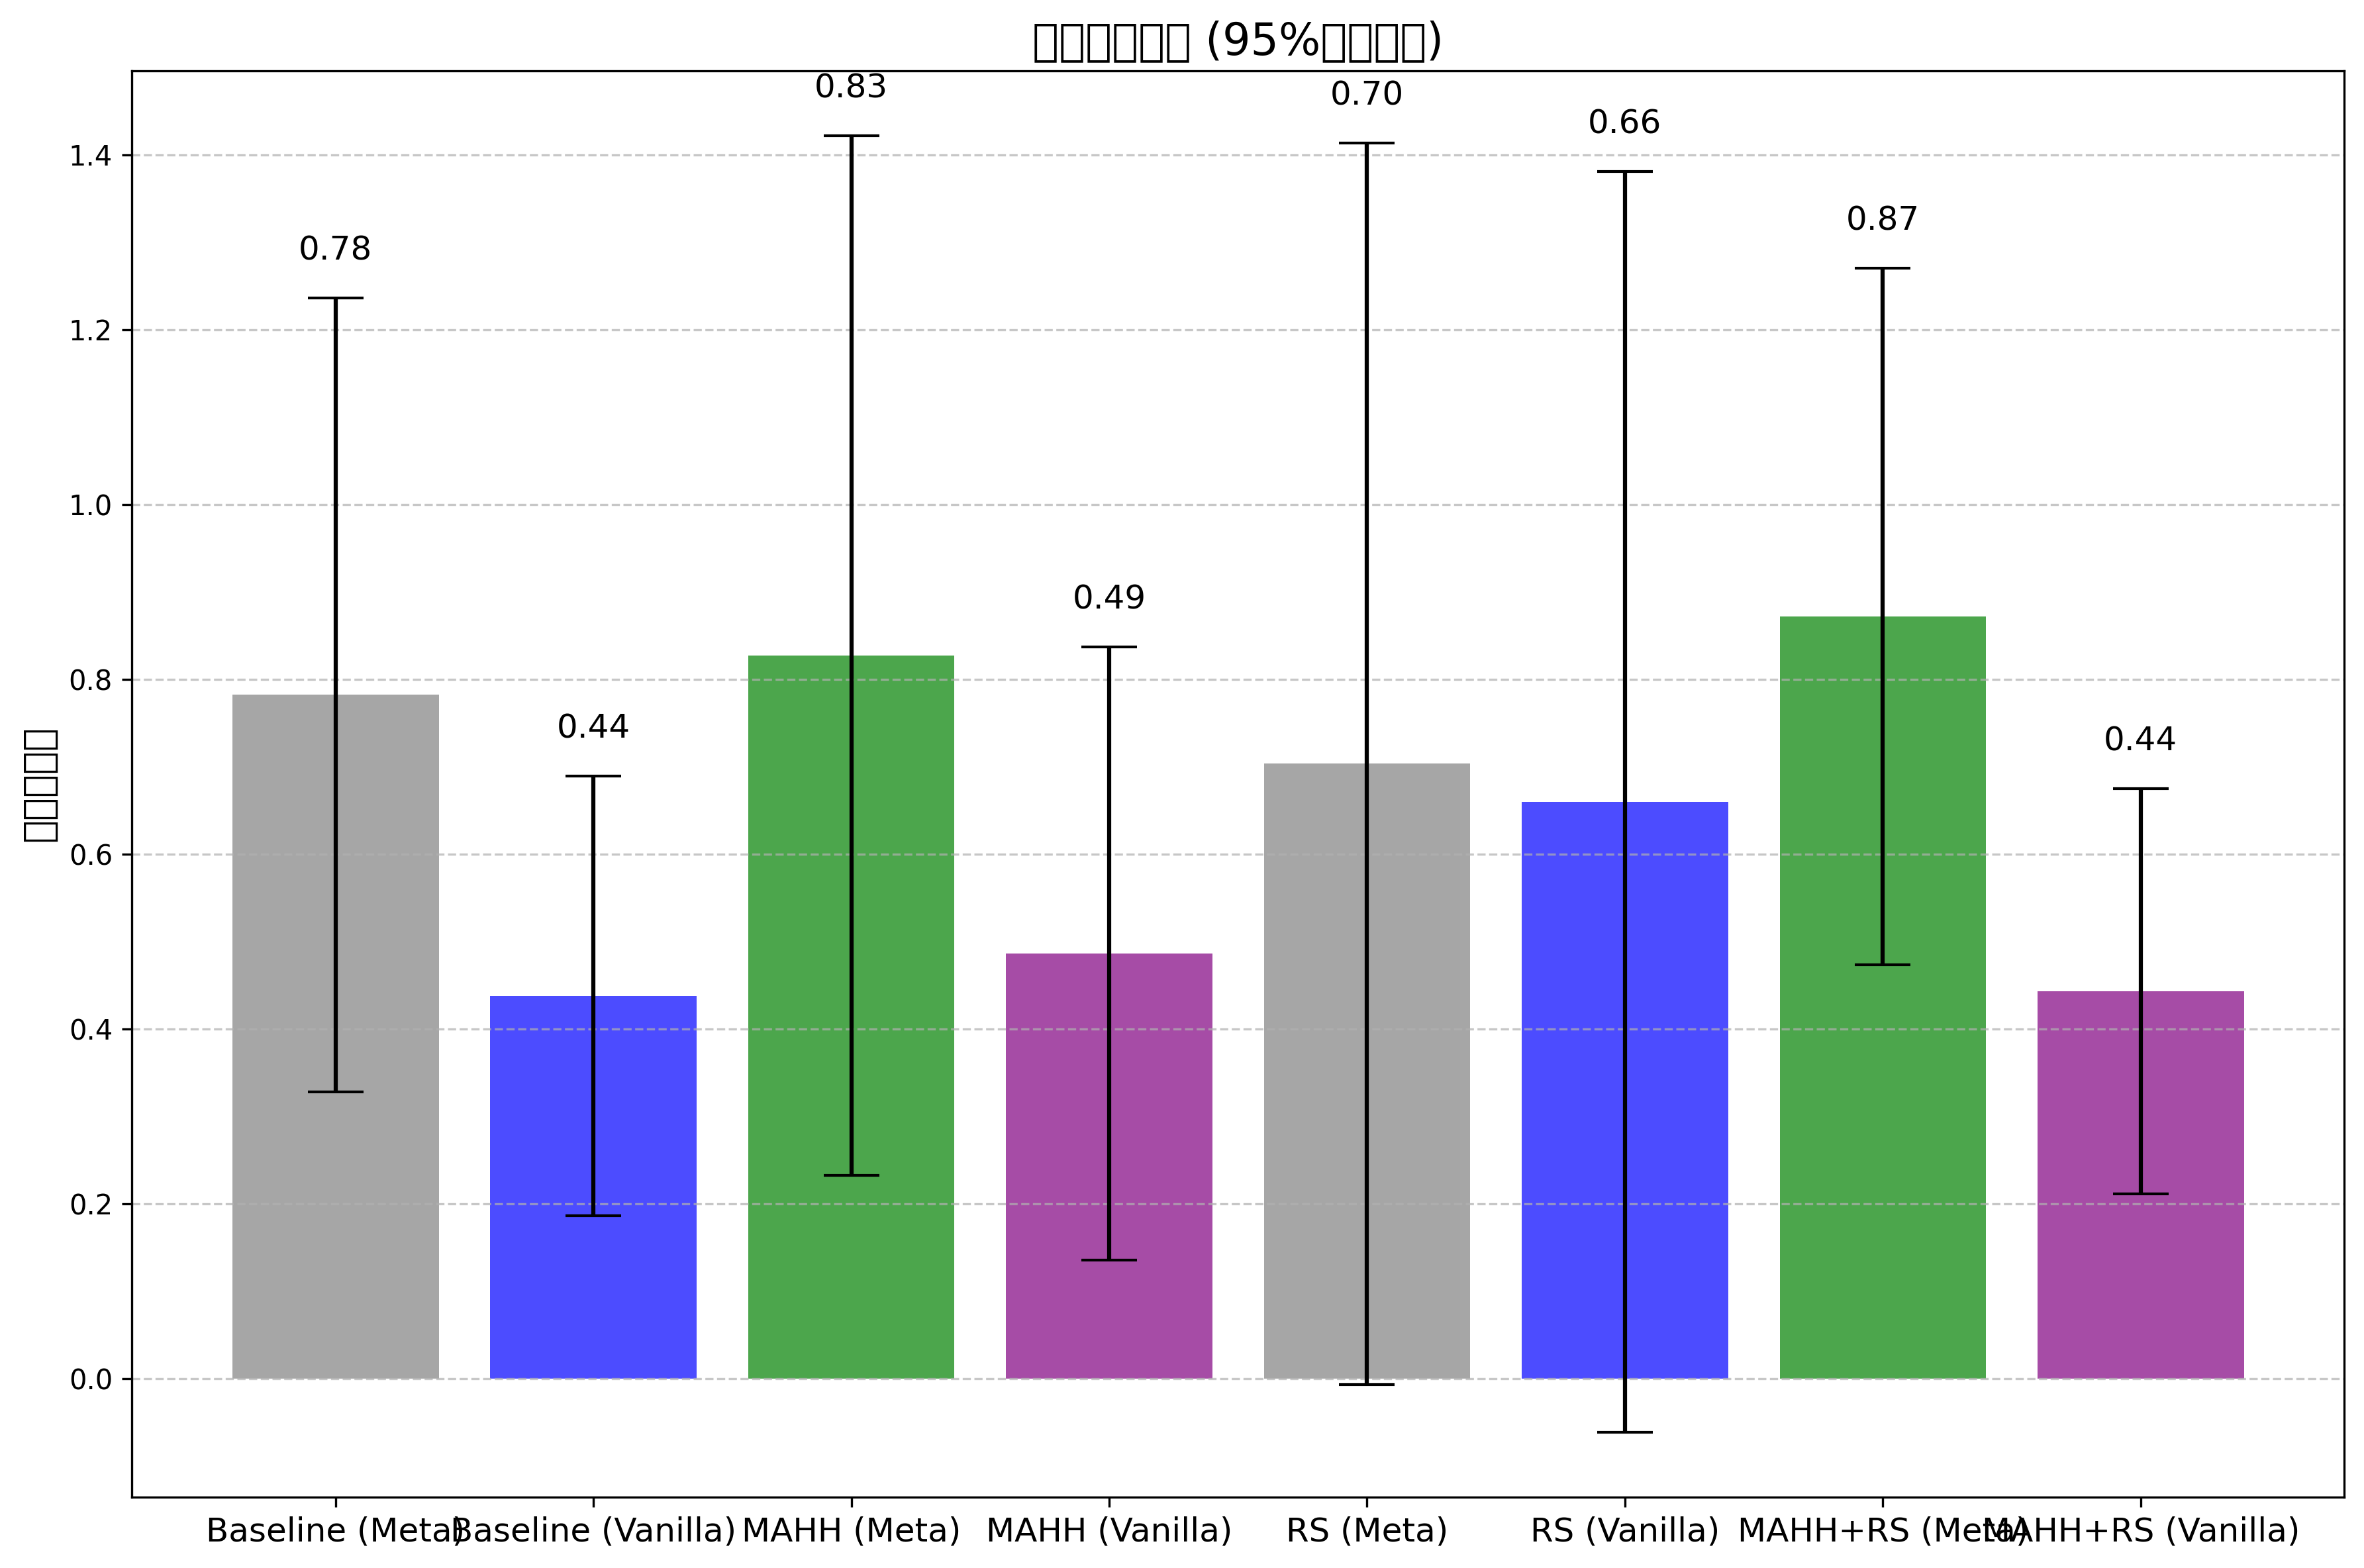 (95%)
0.83
0.70
0.66
0.87
0.78
0.49
0.44
0.44
1.4
1.2
1.0
0.8
0.6
0.4
0.2
0.0
Baseline (Meta)
Baseline (Vanilla)
MAHH (Meta)
MAHH (Vanilla)
RS (Meta)
RS (Vanilla)
MAHH+RS (Meta)
MAHH+RS (Vanilla)